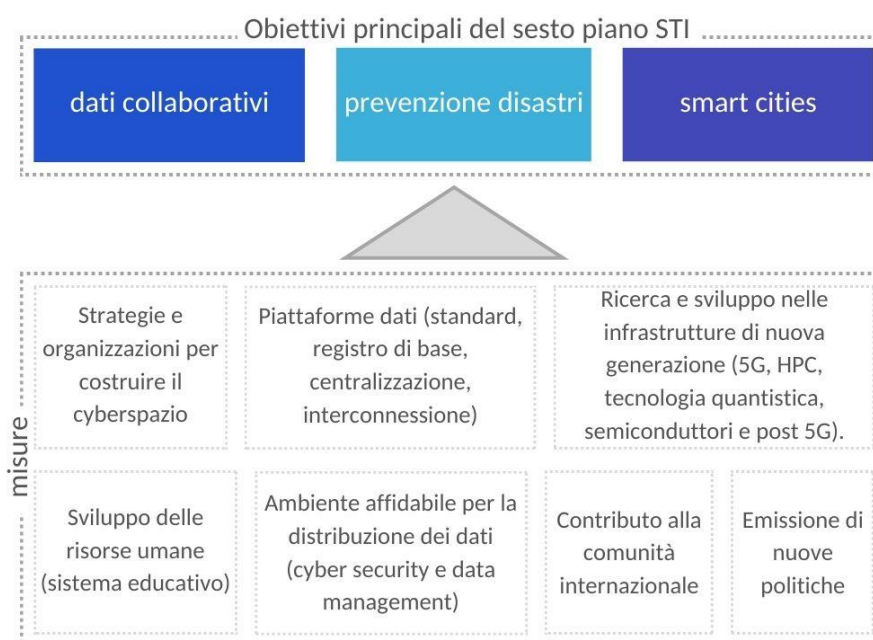 Obiettivi principali del sesto piano STI
dati collaborativi
prevenzione disastri
smart cities
misure
Strategie e
organizzazioni per
costruire il
cyberspazio
Piattaforme dati (standard,
registro di base,
centralizzazione,
interconnessione)
Ricerca e sviluppo nelle
infrastrutture di nuova
generazione (5G, HPC,
tecnologia quantistica,
semiconduttori e post 5G).
Sviluppo delle
risorse umane
(sistema educativo)
Ambiente affidabile per la
distribuzione dei dati
(cyber security e data
management)
Contributo alla
comunità
internazionale
Emissione di
nuove
politiche